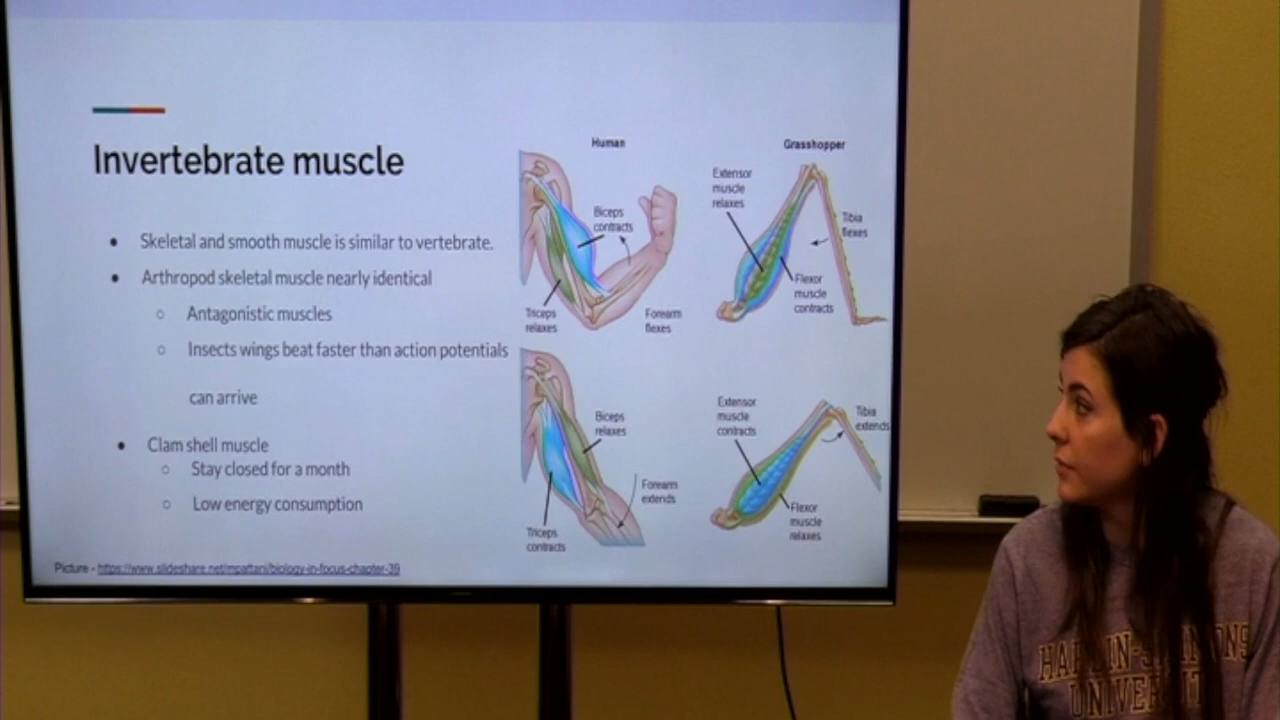 Invertebrate muscle
Skeletal and smooth muscle is similar to vertebrate.
Arthropod skeletal muscle nearly identical
Antagonistic muscles
Insects wings beat faster than action potentials
can arrive
Clam shell muscle
Stay closed for a month
Low energy consumption
Picture - https://www.slideshare.net/mpattani/biology-in-focus-chapter-39
Human
Biceps
contracts
Triceps
relaxes
Forearm
flexes
Biceps
relaxes
Forearm
extends
Triceps
contracts
Grasshopper
Extensor
muscle
relaxes
Tibia
flexes
Flexor
muscle
contracts
Extensor
muscle
contracts
Tibia
extends
Flexor
muscle
relaxes
HARDIN-SIMMONS
UNIVERSITY